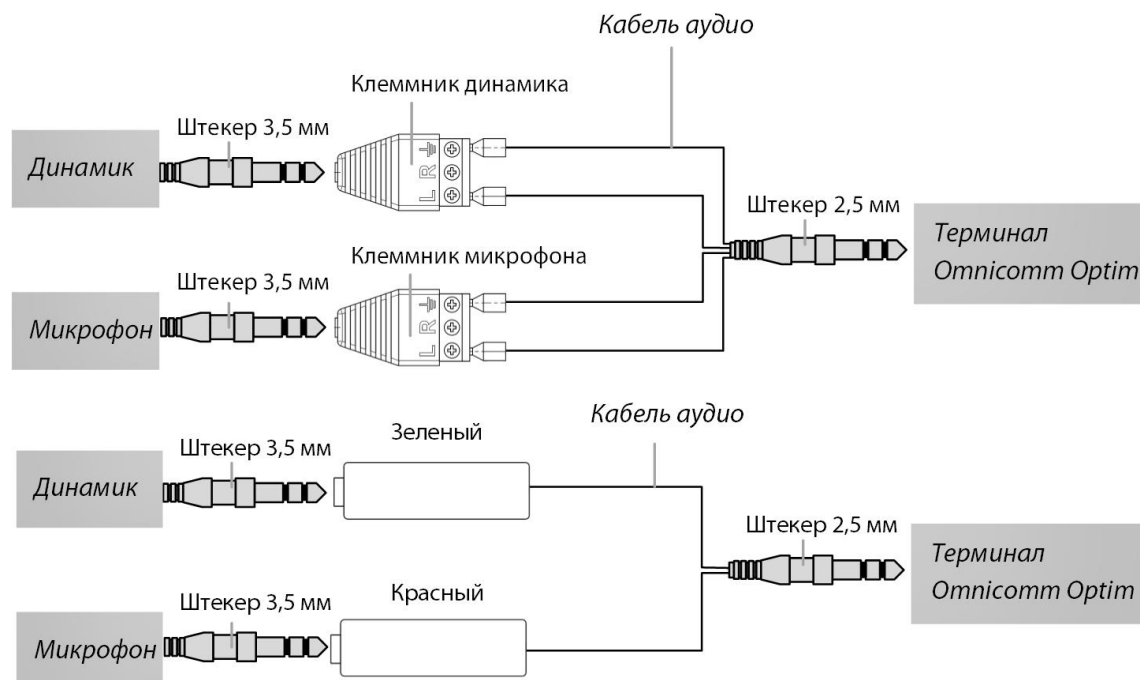 Кабель аудио
Клеммник динамика
Штекер 3,5 мм
Динамик
L R
Штекер 2,5 мм
Терминал
Omnicomm Optim
Клеммник микрофона
Штекер 3,5 мм
Микрофон
L R
Кабель аудио
Зеленый
Штекер 3,5 мм
Динамик
Штекер 2,5 мм
Терминал
Omnicomm Optim
Красный
Штекер 3,5 мм
Микрофон